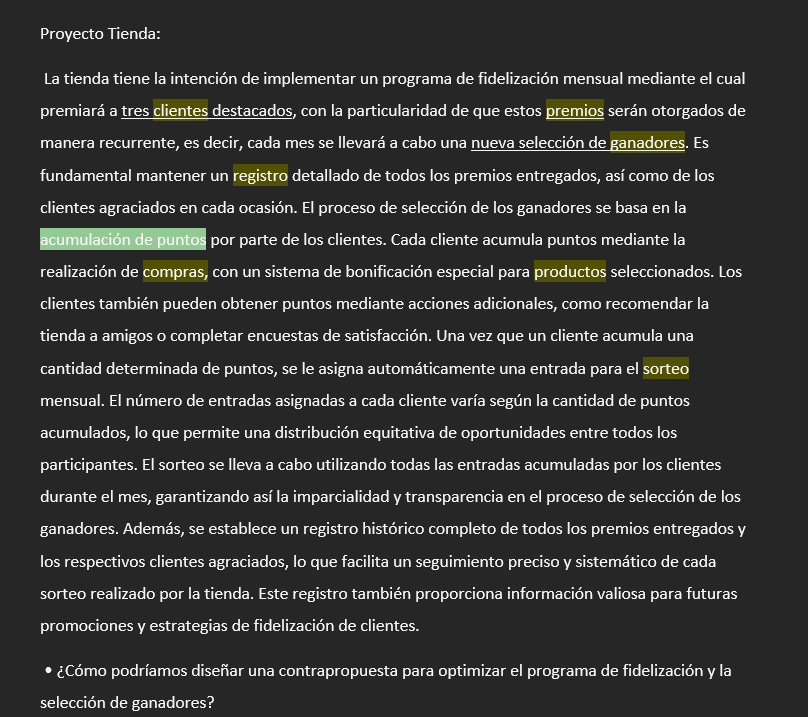 Proyecto Tienda:
La tienda tiene la intención de implementar un programa de fidelización mensual mediante el cual
premiará a tres clientes destacados, con la particularidad de que estos premios serán otorgados de
manera recurrente, es decir, cada mes se llevará a cabo una nueva selección de ganadores. Es
fundamental mantener un registro detallado de todos los premios entregados, así como de los
clientes agraciados en cada ocasión. El proceso de selección de los ganadores se basa en la
acumulación de puntos por parte de los clientes. Cada cliente acumula puntos mediante la
realización de compras, con un sistema de bonificación especial para productos seleccionados. Los
clientes también pueden obtener puntos mediante acciones adicionales, como recomendar la
tienda a amigos o completar encuestas de satisfacción. Una vez que un cliente acumula una
cantidad determinada de puntos, se le asigna automáticamente una entrada para el sorteo
mensual. El número de entradas asignadas a cada cliente varía según la cantidad de puntos
acumulados, lo que permite una distribución equitativa de oportunidades entre todos los
participantes. El sorteo se lleva a cabo utilizando todas las entradas acumuladas por los clientes
durante el mes, garantizando así la imparcialidad y transparencia en el proceso de selección de los
ganadores. Además, se establece un registro histórico completo de todos los premios entregados y
los respectivos clientes agraciados, lo que facilita un seguimiento preciso y sistemático de cada
sorteo realizado por la tienda. Este registro también proporciona información valiosa para futuras
promociones y estrategias de fidelización de clientes.
• ¿Cómo podríamos diseñar una contrapropuesta para optimizar el programa de fidelización y la
selección de ganadores?